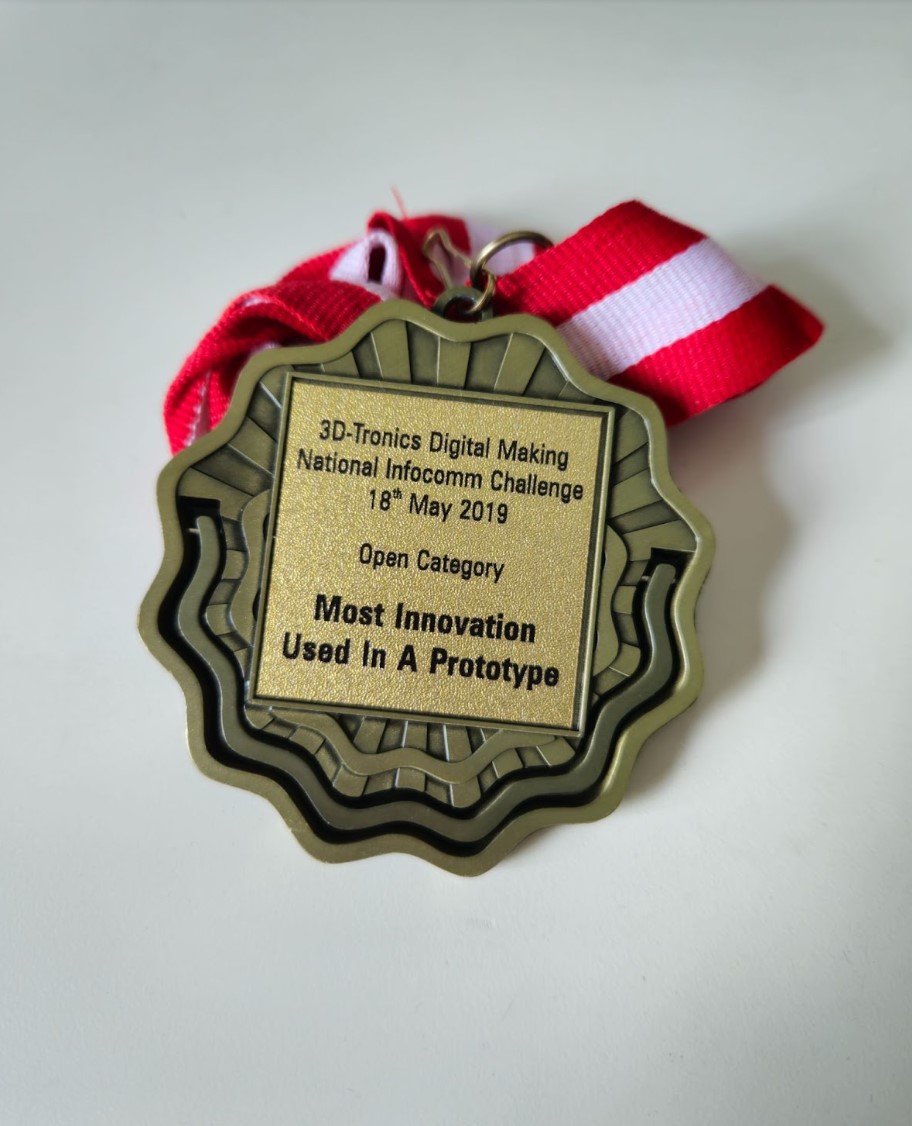 3D-Tronics Digital Making
National Infocomm Challenge
18th May 2019
Open Category
Most Innovation
Used In A Prototype